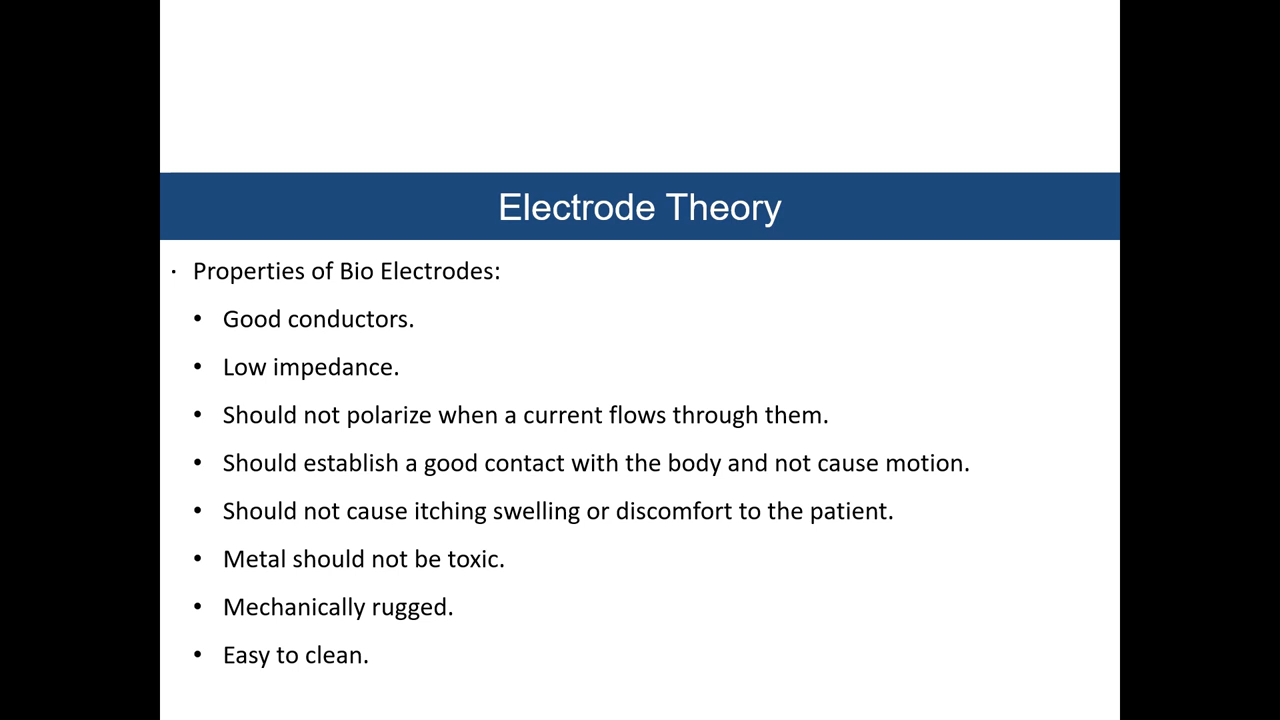 Electrode Theory
· Properties of Bio Electrodes:
• Good conductors.
• Low impedance.
• Should not polarize when a current flows through them.
• Should establish a good contact with the body and not cause motion.
• Should not cause itching swelling or discomfort to the patient.
• Metal should not be toxic.
• Mechanically rugged.
• Easy to clean.